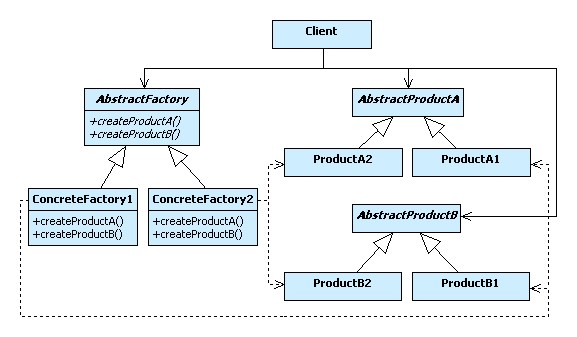 Client
AbstractFactory
+createProductA()
+createProductB()
AbstractProductA
ProductA2
ProductA1
ConcreteFactory1
+createProductA()
+createProductB()
ConcreteFactory2
+createProductA()
+createProductB()
AbstractProductB
ProductB2
ProductB1